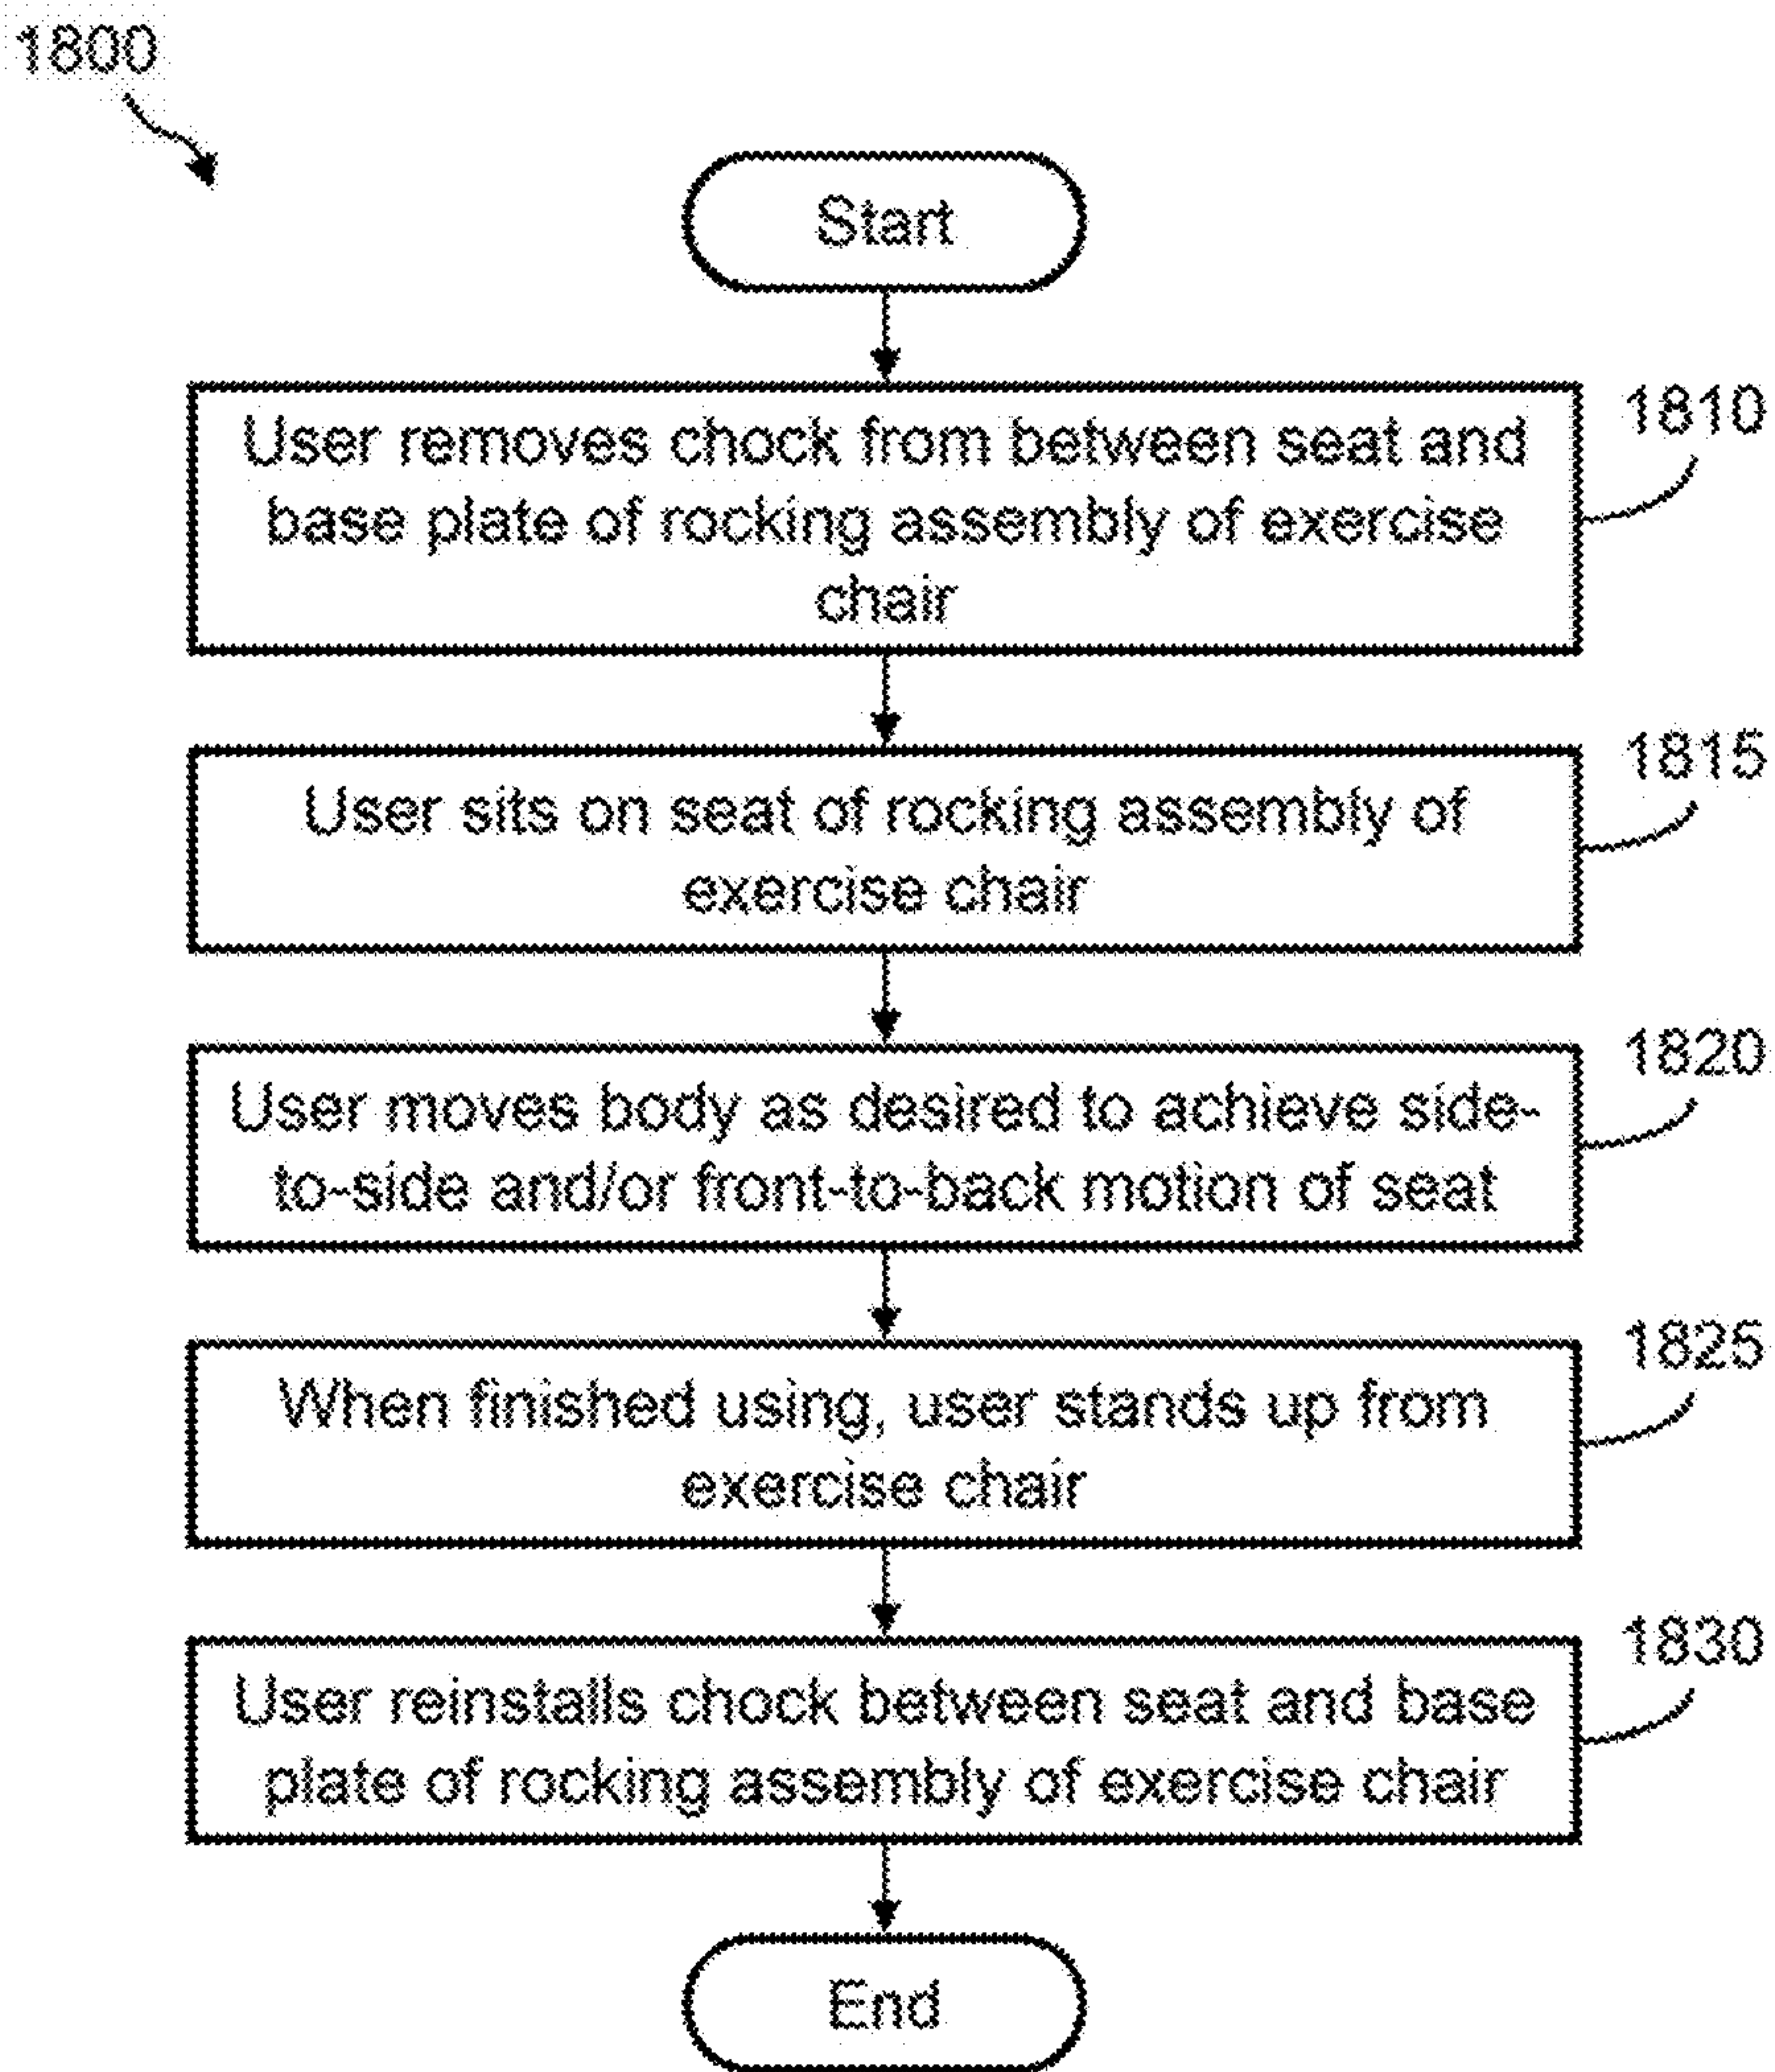 1800
Start
User removes chock from between seat and
base plate of rocking assembly of exercise
chair
1810
User sits on seat of rocking assembly of
exercise chair
1815
User moves body as desired to achieve side-
to-side and/or front-to-back motion of seat
1820
When finished using, user stands up from
exercise chair
1825
User reinstalls chock between seat and base
plate of rocking assembly of exercise chair
1830
End